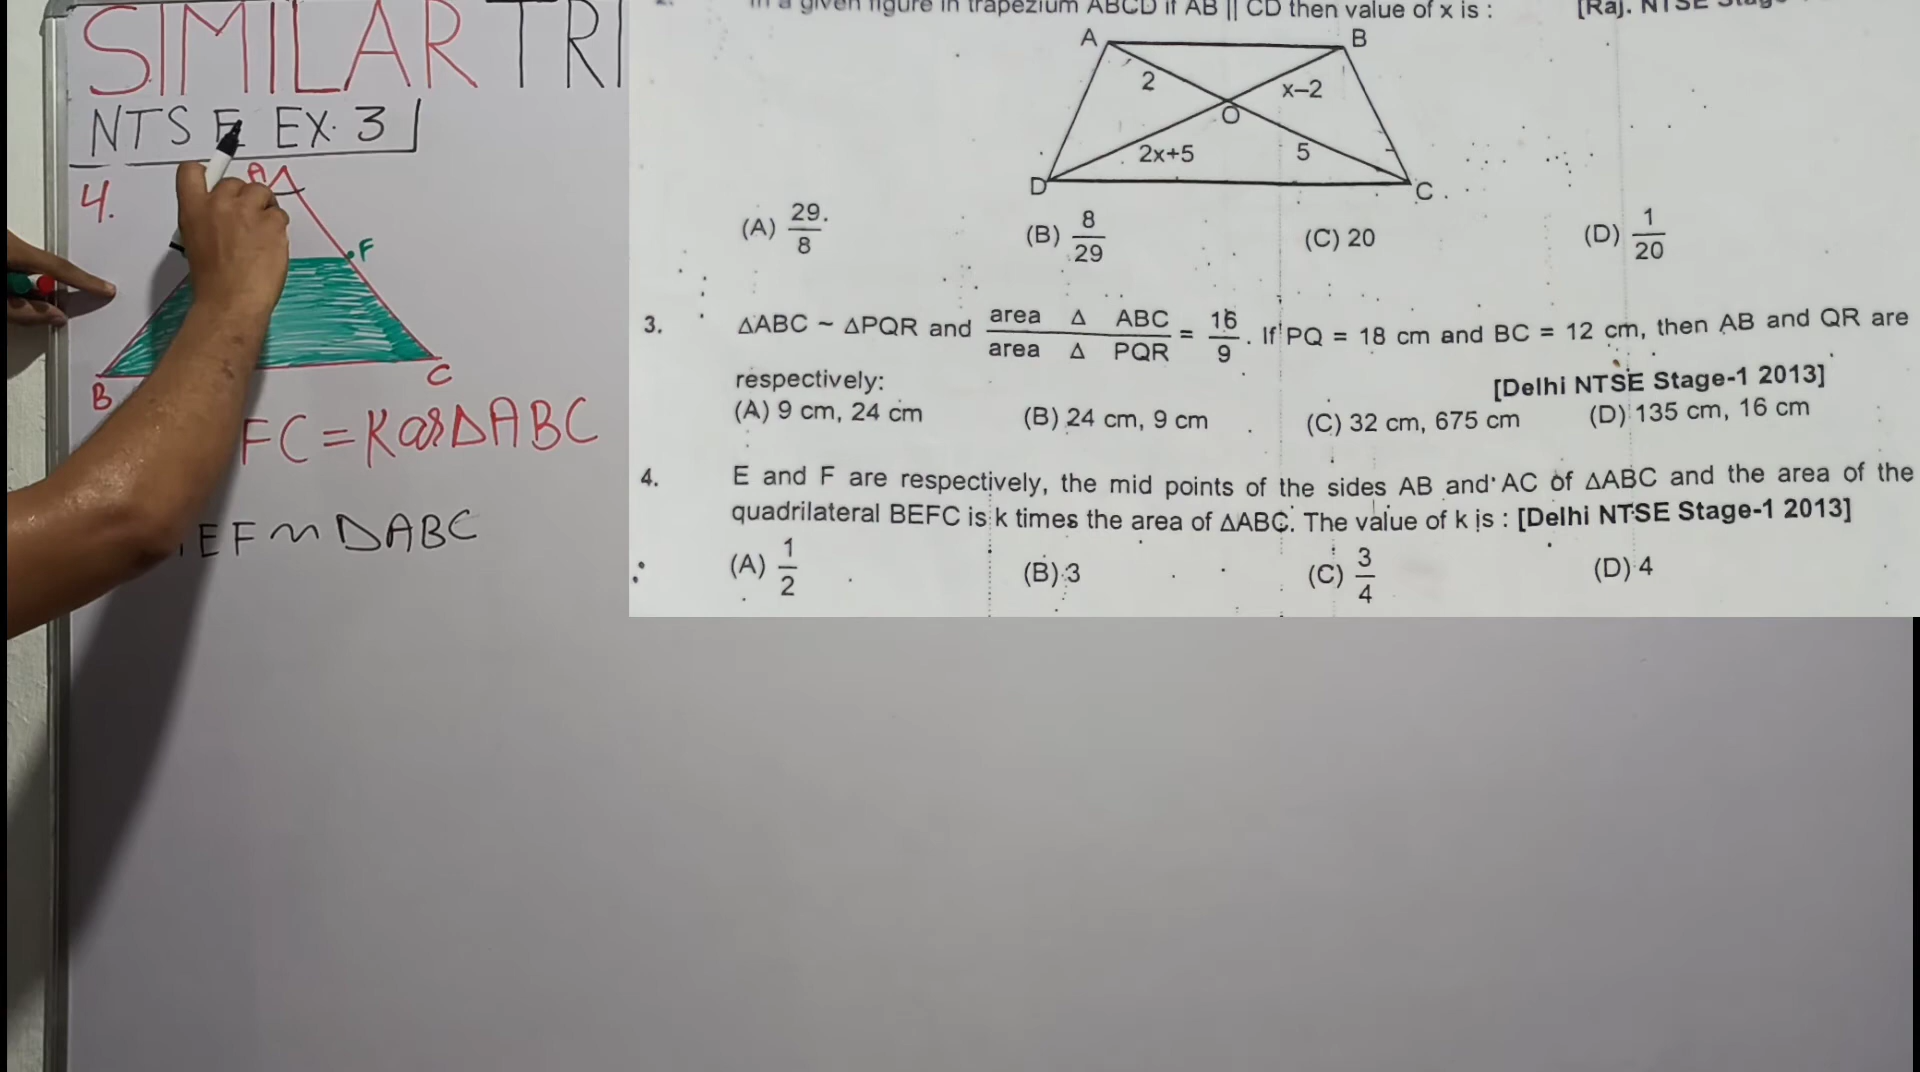 SIMILAR TRI
NTSE EX. 3
4.
A
F
B
C
FC = K ar ΔABC
EF ~ ΔABC
In a given figure in trapezium ABCD if AB || CD then value of x is : [Raj. NTSE Stage
A
B
2
x–2
O
2x+5
5
D
C
(A) 29/8 (B) 8/29 (C) 20 (D) 1/20
3. ΔABC ~ ΔPQR and area Δ ABC / area Δ PQR = 16/9. If PQ = 18 cm and BC = 12 cm, then AB and QR are
respectively: [Delhi NTSE Stage-1 2013]
(A) 9 cm, 24 cm (B) 24 cm, 9 cm (C) 32 cm, 675 cm (D) 135 cm, 16 cm
4. E and F are respectively, the mid points of the sides AB and AC of ΔABC and the area of the
quadrilateral BEFC is k times the area of ΔABC. The value of k is : [Delhi NTSE Stage-1 2013]
(A) 1/2 (B) 3 (C) 3/4 (D) 4